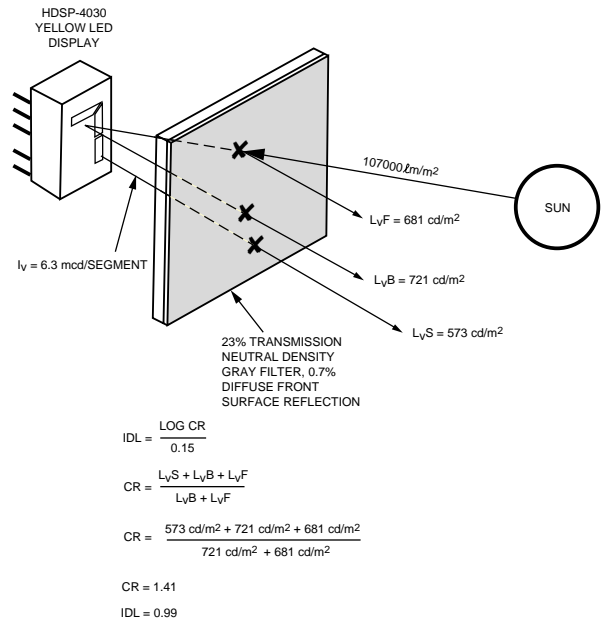 HDSP-4030
YELLOW LED
DISPLAY
107000 ℓm/m²
SUN
LᵥF = 681 cd/m²
Iᵥ = 6.3 mcd/SEGMENT
LᵥB = 721 cd/m²
LᵥS = 573 cd/m²
23% TRANSMISSION
NEUTRAL DENSITY
GRAY FILTER, 0.7%
DIFFUSE FRONT
SURFACE REFLECTION
IDL = LOG CR
0.15
CR = LᵥS + LᵥB + LᵥF
LᵥB + LᵥF
CR = 573 cd/m² + 721 cd/m² + 681 cd/m²
721 cd/m² + 681 cd/m²
CR = 1.41
IDL = 0.99